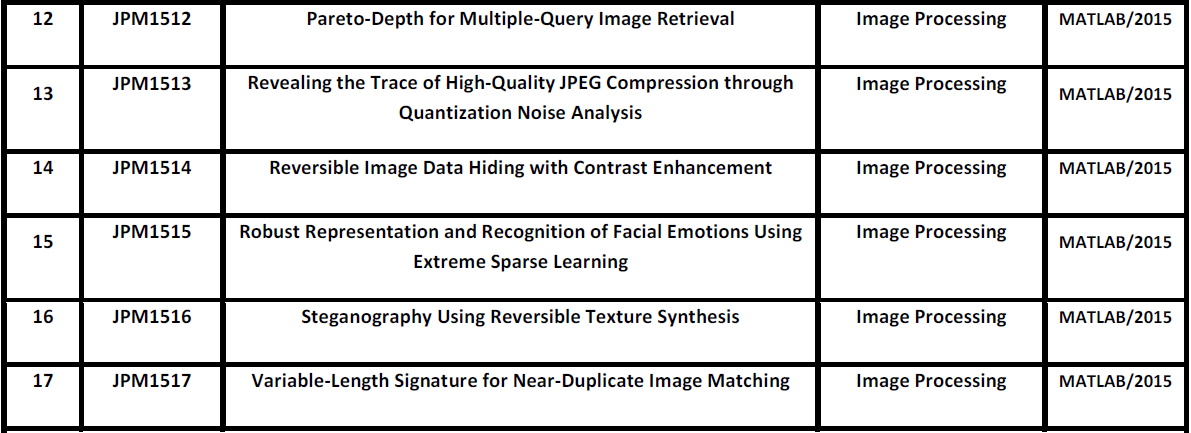 12 JPM1512 Pareto-Depth for Multiple-Query Image Retrieval Image Processing MATLAB/2015
13 JPM1513 Revealing the Trace of High-Quality JPEG Compression through Image Processing MATLAB/2015
Quantization Noise Analysis
14 JPM1514 Reversible Image Data Hiding with Contrast Enhancement Image Processing MATLAB/2015
15 JPM1515 Robust Representation and Recognition of Facial Emotions Using Image Processing MATLAB/2015
Extreme Sparse Learning
16 JPM1516 Steganography Using Reversible Texture Synthesis Image Processing MATLAB/2015
17 JPM1517 Variable-Length Signature for Near-Duplicate Image Matching Image Processing MATLAB/2015